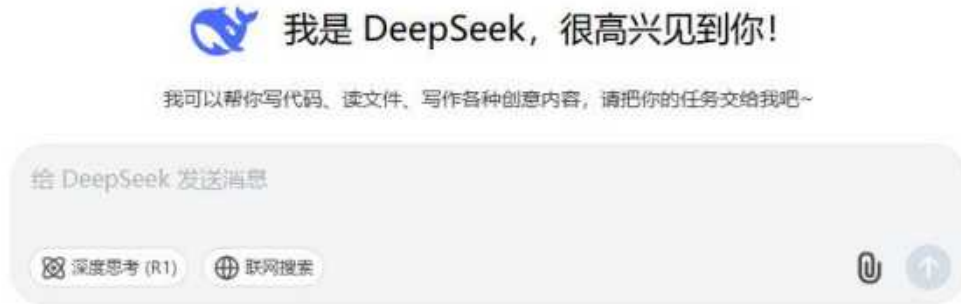 我是 DeepSeek，很高兴见到你！
我可以帮你写代码、读文件、写作各种创意内容，请把你的任务交给我吧~
给 DeepSeek 发送消息
深度思考 (R1) 联网搜索